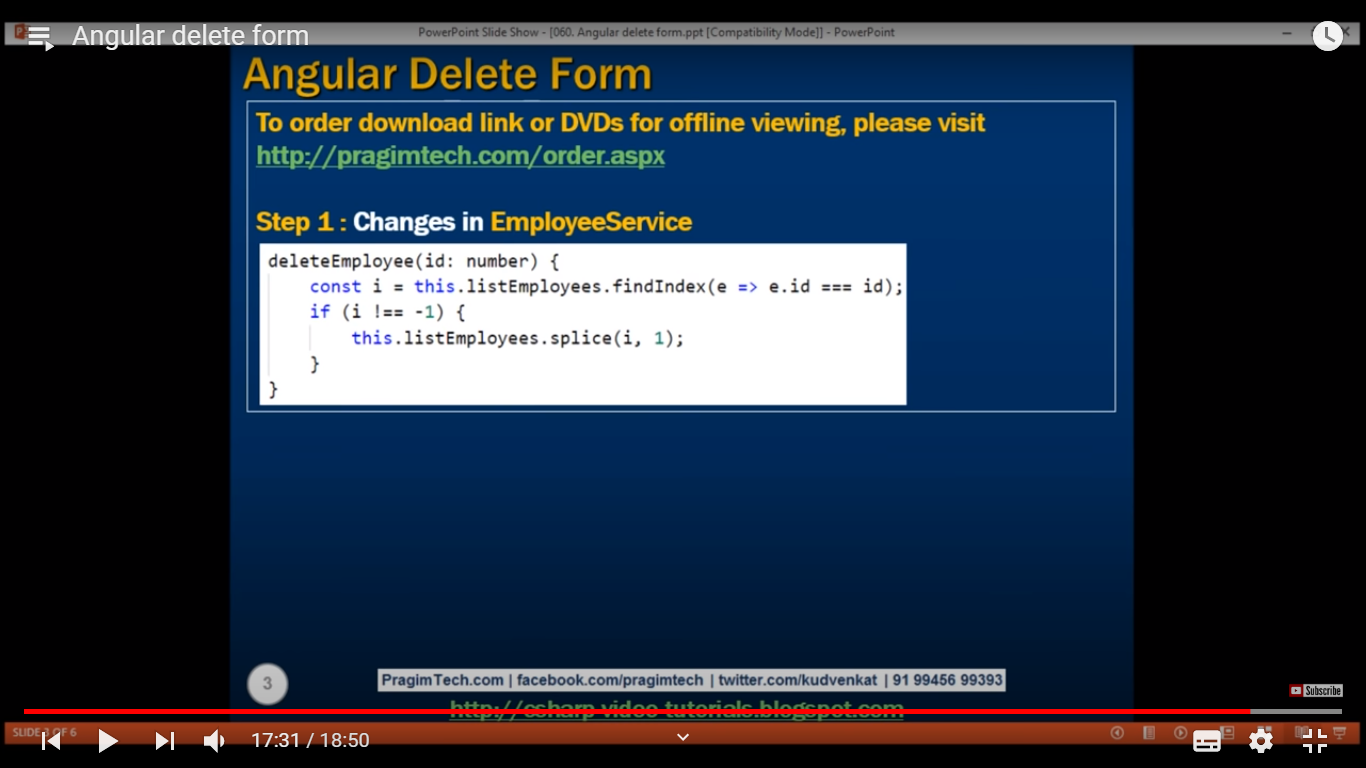 Angular delete form
PowerPoint Slide Show - [060. Angular delete form.ppt [Compatibility Mode]] - PowerPoint
Angular Delete Form
To order download link or DVDs for offline viewing, please visit
http://pragimtech.com/order.aspx
Step 1 : Changes in EmployeeService
deleteEmployee(id: number) {
const i = this.listEmployees.findIndex(e => e.id === id);
if (i !== -1) {
this.listEmployees.splice(i, 1);
}
}
3
PragimTech.com | facebook.com/pragimtech | twitter.com/kudvenkat | 91 99456 99393
Subscribe
http://csharp-video-tutorials.blogspot.com
SLIDE 3 OF 6
17:31 / 18:50